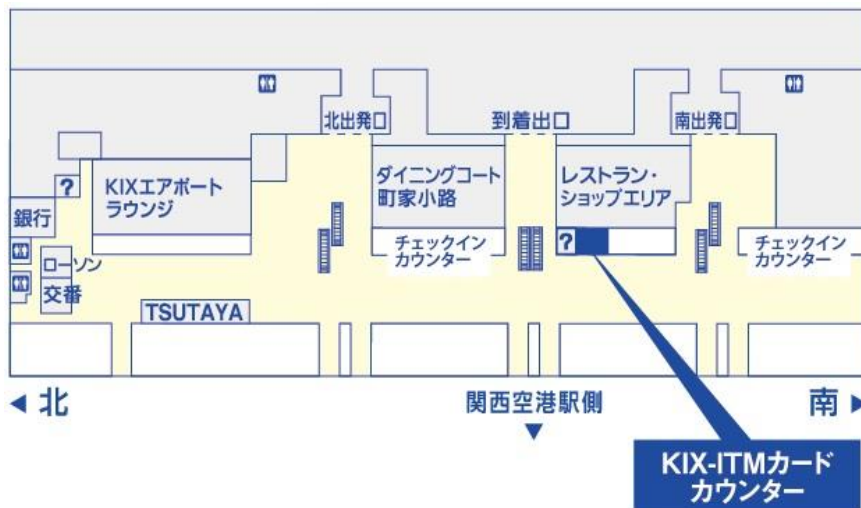 北出発口
到着出口
南出発口
?
KIXエアポート
ラウンジ
ダイニングコート
町家小路
レストラン・
ショップエリア
銀行
チェックイン
カウンター
?
チェックイン
カウンター
ローソン
交番
TSUTAYA
北
関西空港駅側
南
KIX-ITMカード
カウンター